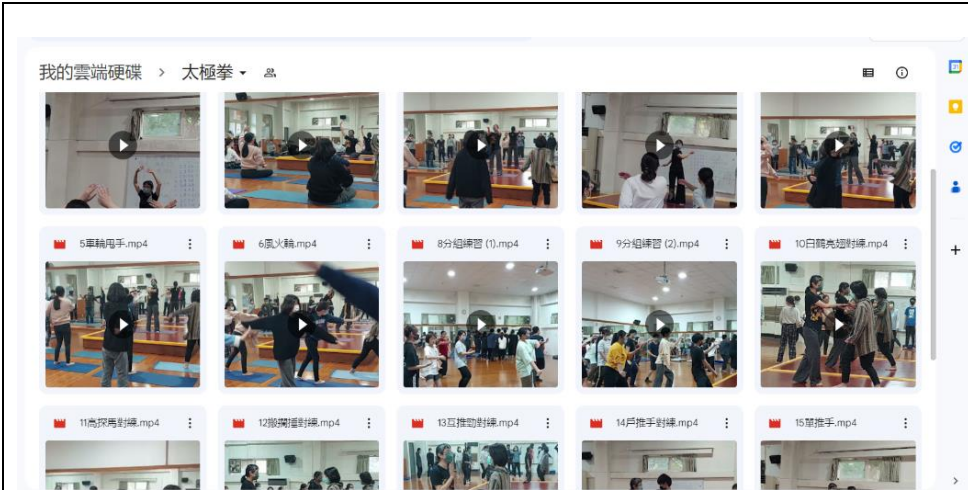 我的雲端硬碟 > 太極拳
5車輪甩手.mp4
6風火輪.mp4
8分組練習 (1).mp4
9分組練習 (2).mp4
10白鶴亮翅對練.mp4
11高探馬對練.mp4
12搬攔捶對練.mp4
13互推勁對練.mp4
14戶推手對練.mp4
15單推手.mp4